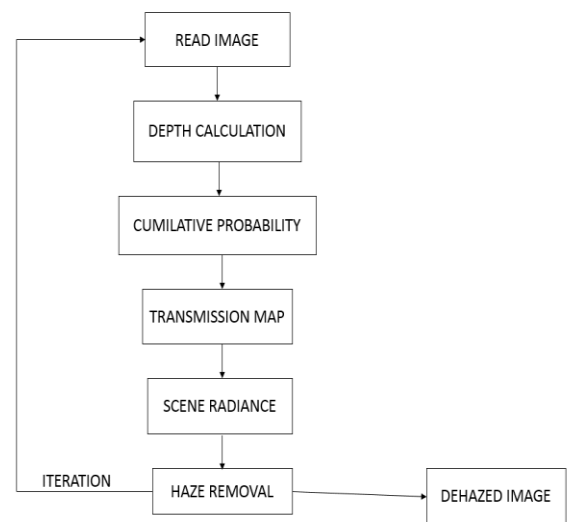 READ IMAGE
DEPTH CALCULATION
CUMILATIVE PROBABILITY
TRANSMISSION MAP
SCENE RADIANCE
ITERATION
HAZE REMOVAL
DEHAZED IMAGE